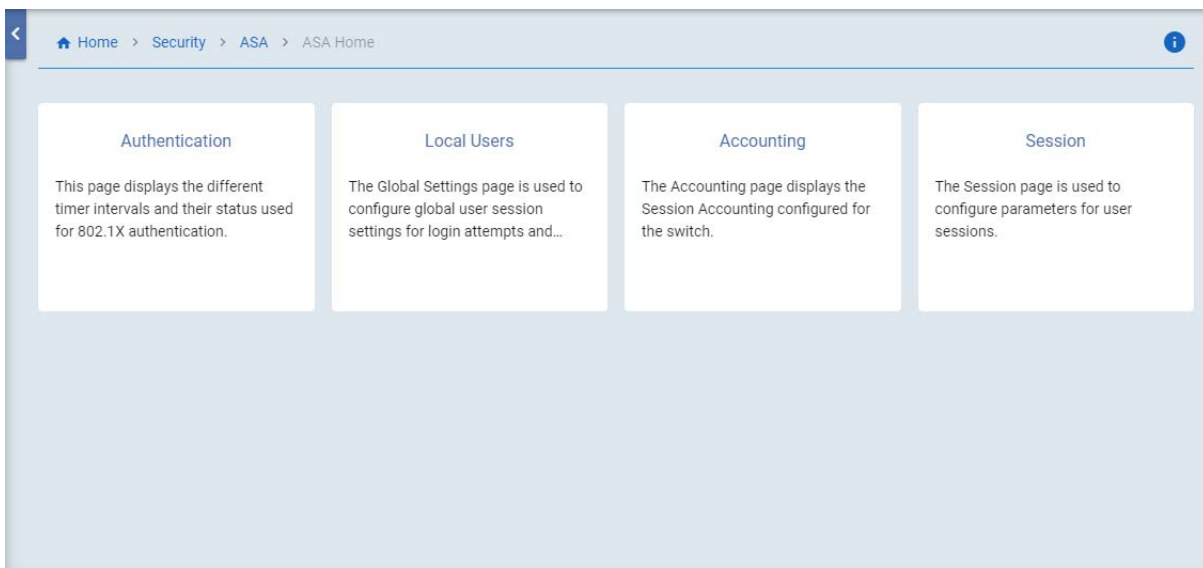 Home > Security > ASA > ASA Home
Authentication
This page displays the different
timer intervals and their status used
for 802.1X authentication.
Local Users
The Global Settings page is used to
configure global user session
settings for login attempts and...
Accounting
The Accounting page displays the
Session Accounting configured for
the switch.
Session
The Session page is used to
configure parameters for user
sessions.